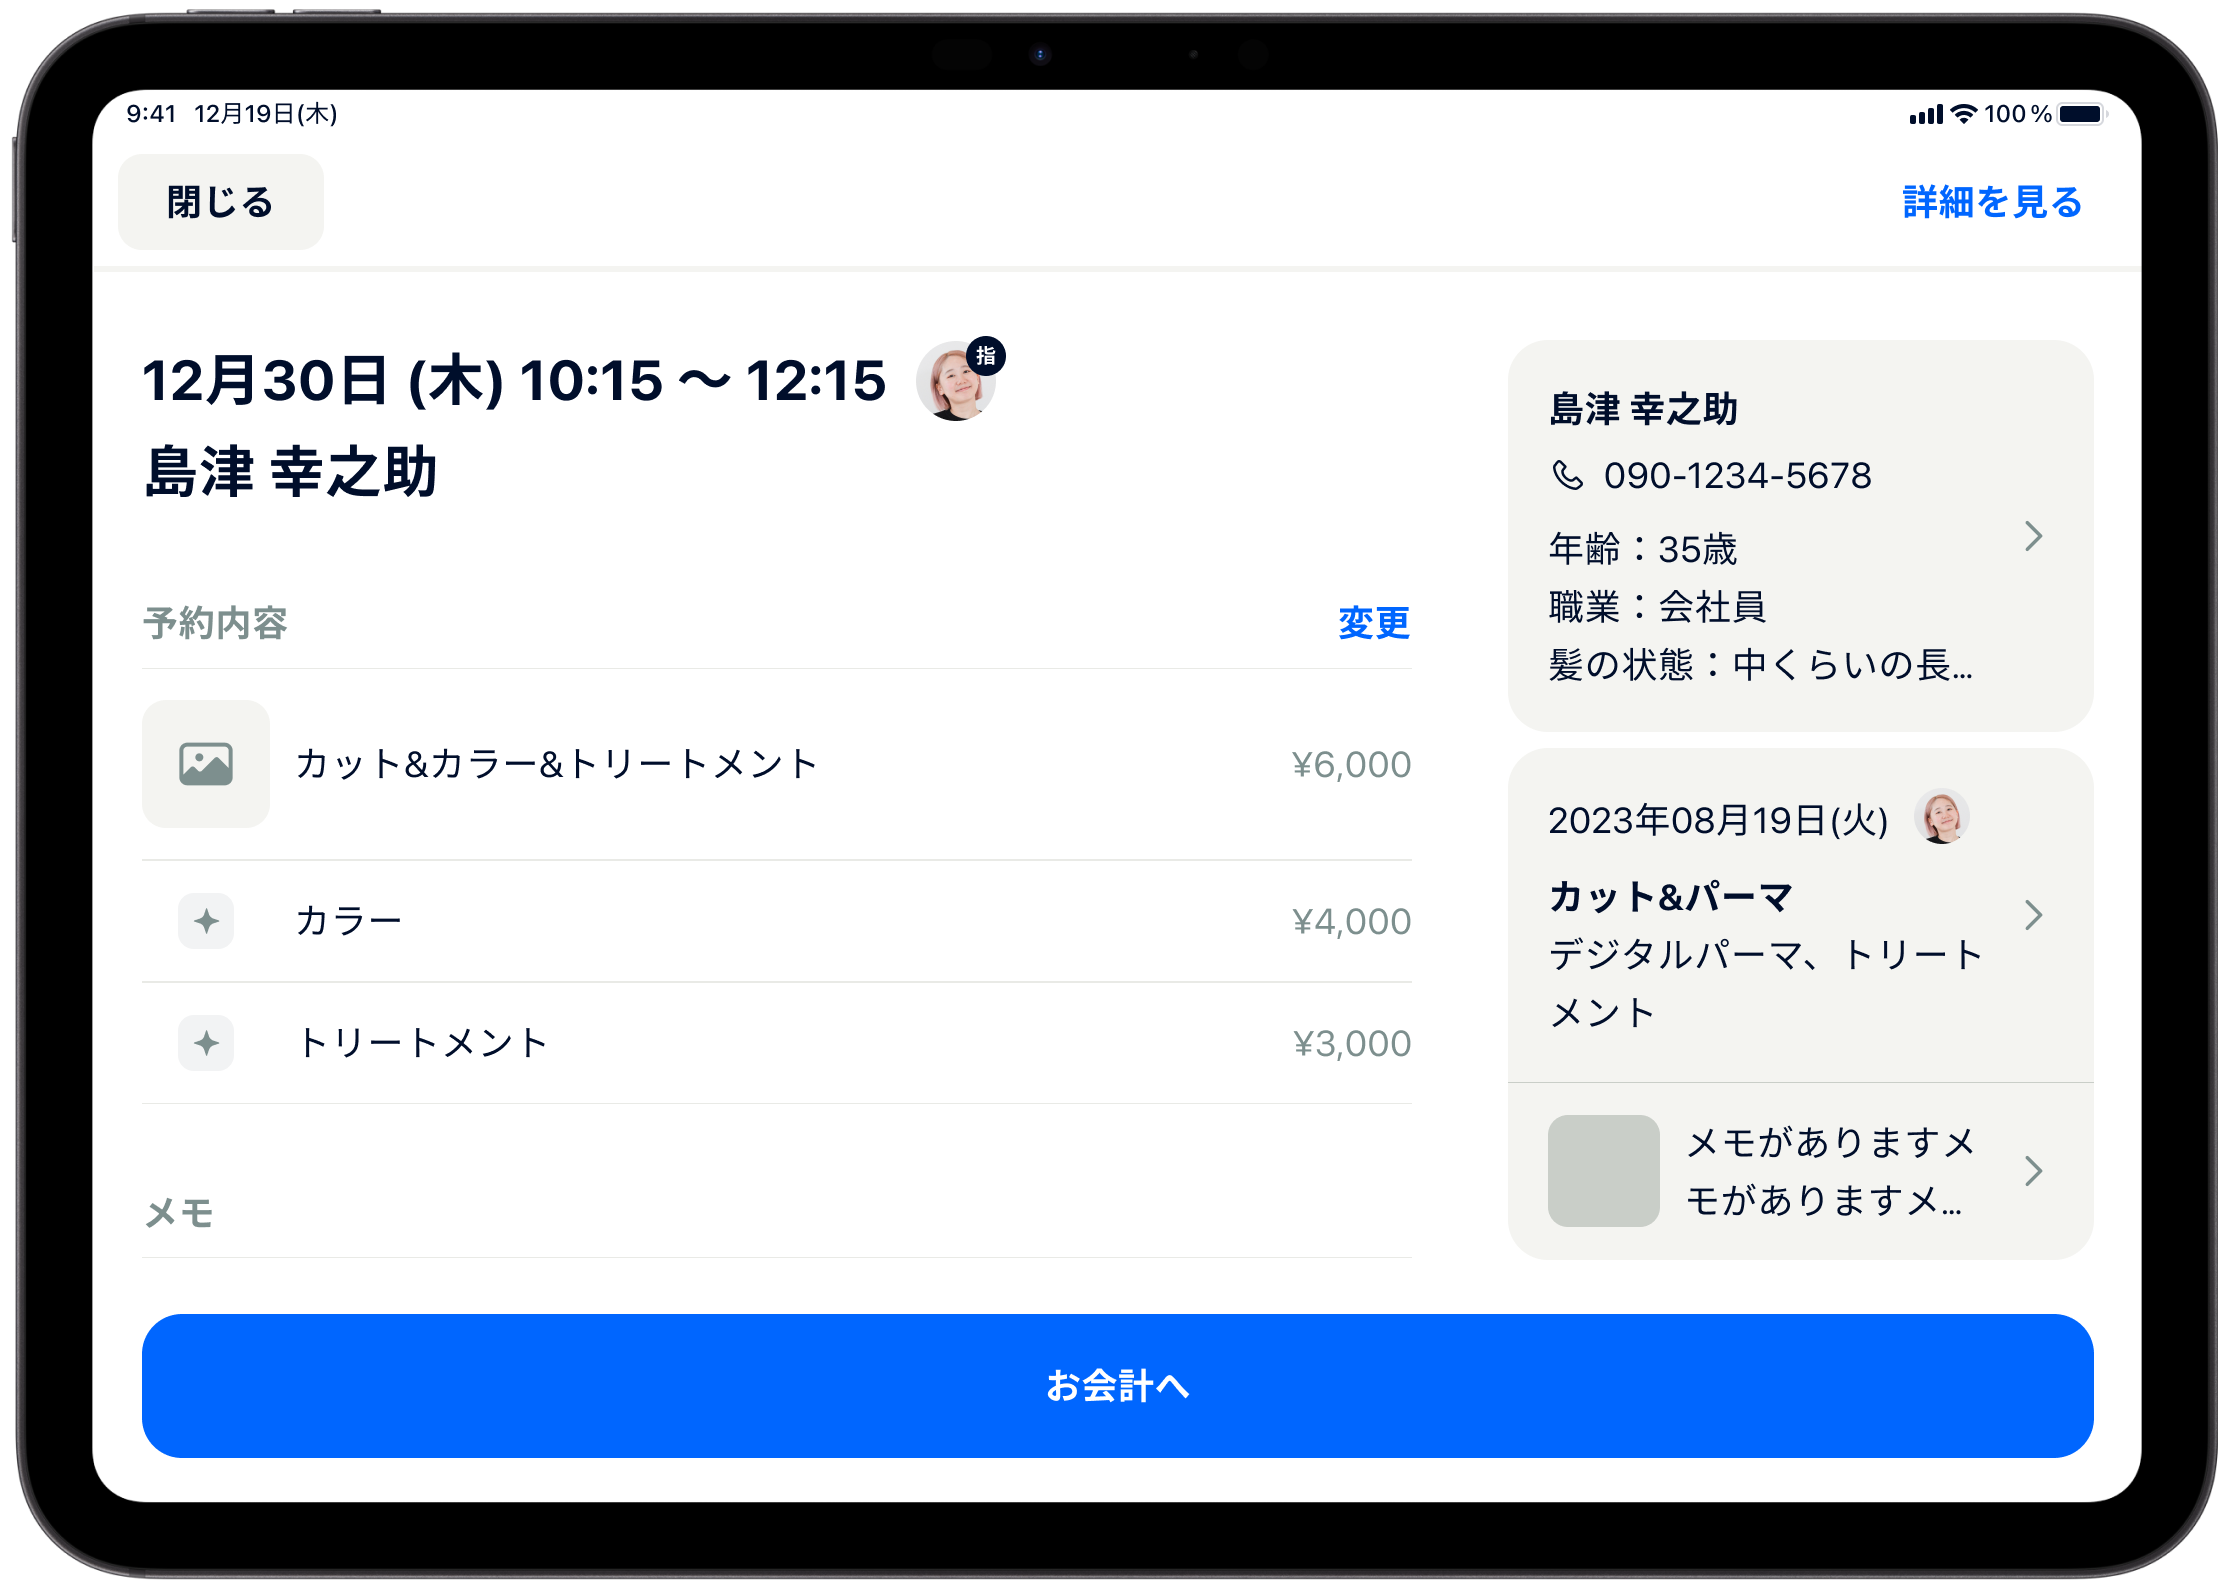 9:41 12月19日(木)
100%
閉じる
詳細を見る
12月30日 (木) 10:15 〜 12:15
指
島津 幸之助
予約内容
変更
カット&カラー&トリートメント
¥6,000
カラー
¥4,000
トリートメント
¥3,000
メモ
島津 幸之助
090-1234-5678
年齢：35歳
職業：会社員
髪の状態：中くらいの長...
2023年08月19日(火)
カット&パーマ
デジタルパーマ、トリート
メント
メモがありますメ
モがありますメ...
お会計へ